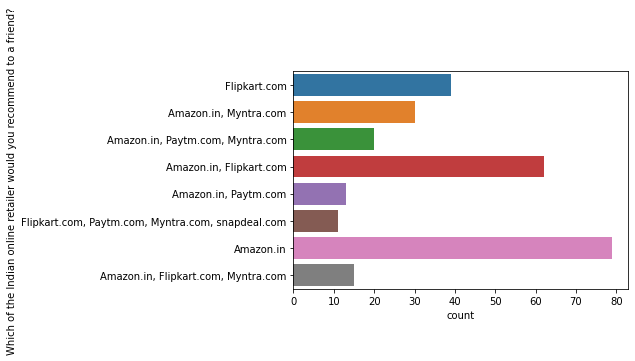 Which of the Indian online retailer would you recommend to a friend?
Flipkart.com
Amazon.in, Myntra.com
Amazon.in, Paytm.com, Myntra.com
Amazon.in, Flipkart.com
Amazon.in, Paytm.com
Flipkart.com, Paytm.com, Myntra.com, snapdeal.com
Amazon.in
Amazon.in, Flipkart.com, Myntra.com
0 10 20 30 40 50 60 70 80
count